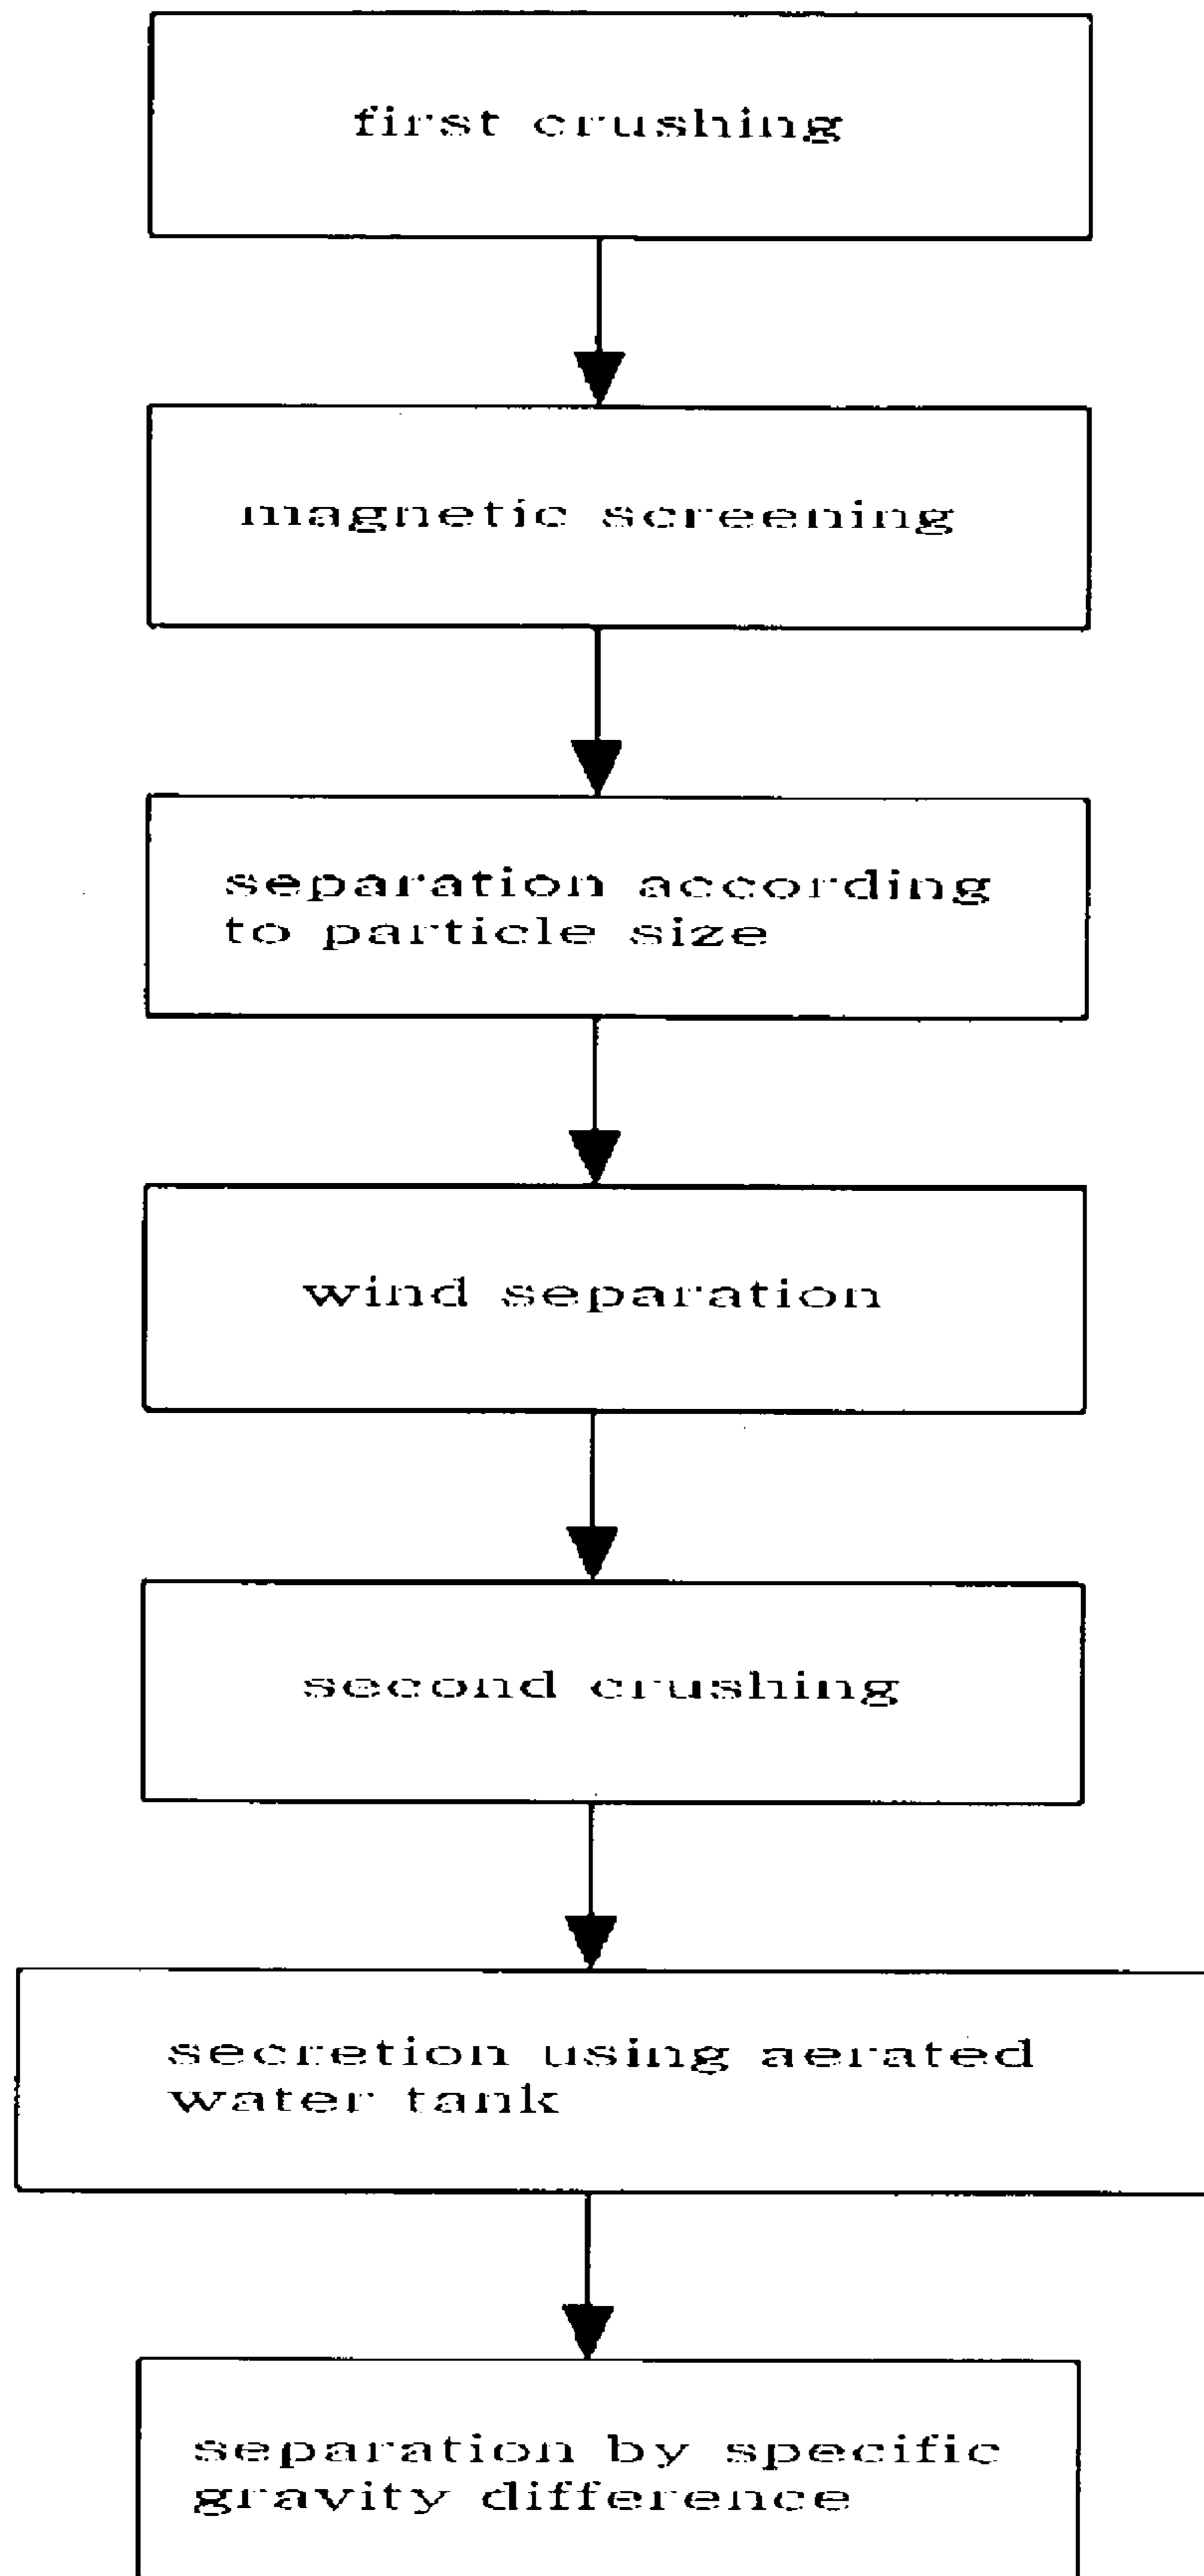 first crushing
magnetic screening
separation according
to particle size
wind separation
second crushing
secretion using aerated
water tank
separation by specific
gravity difference